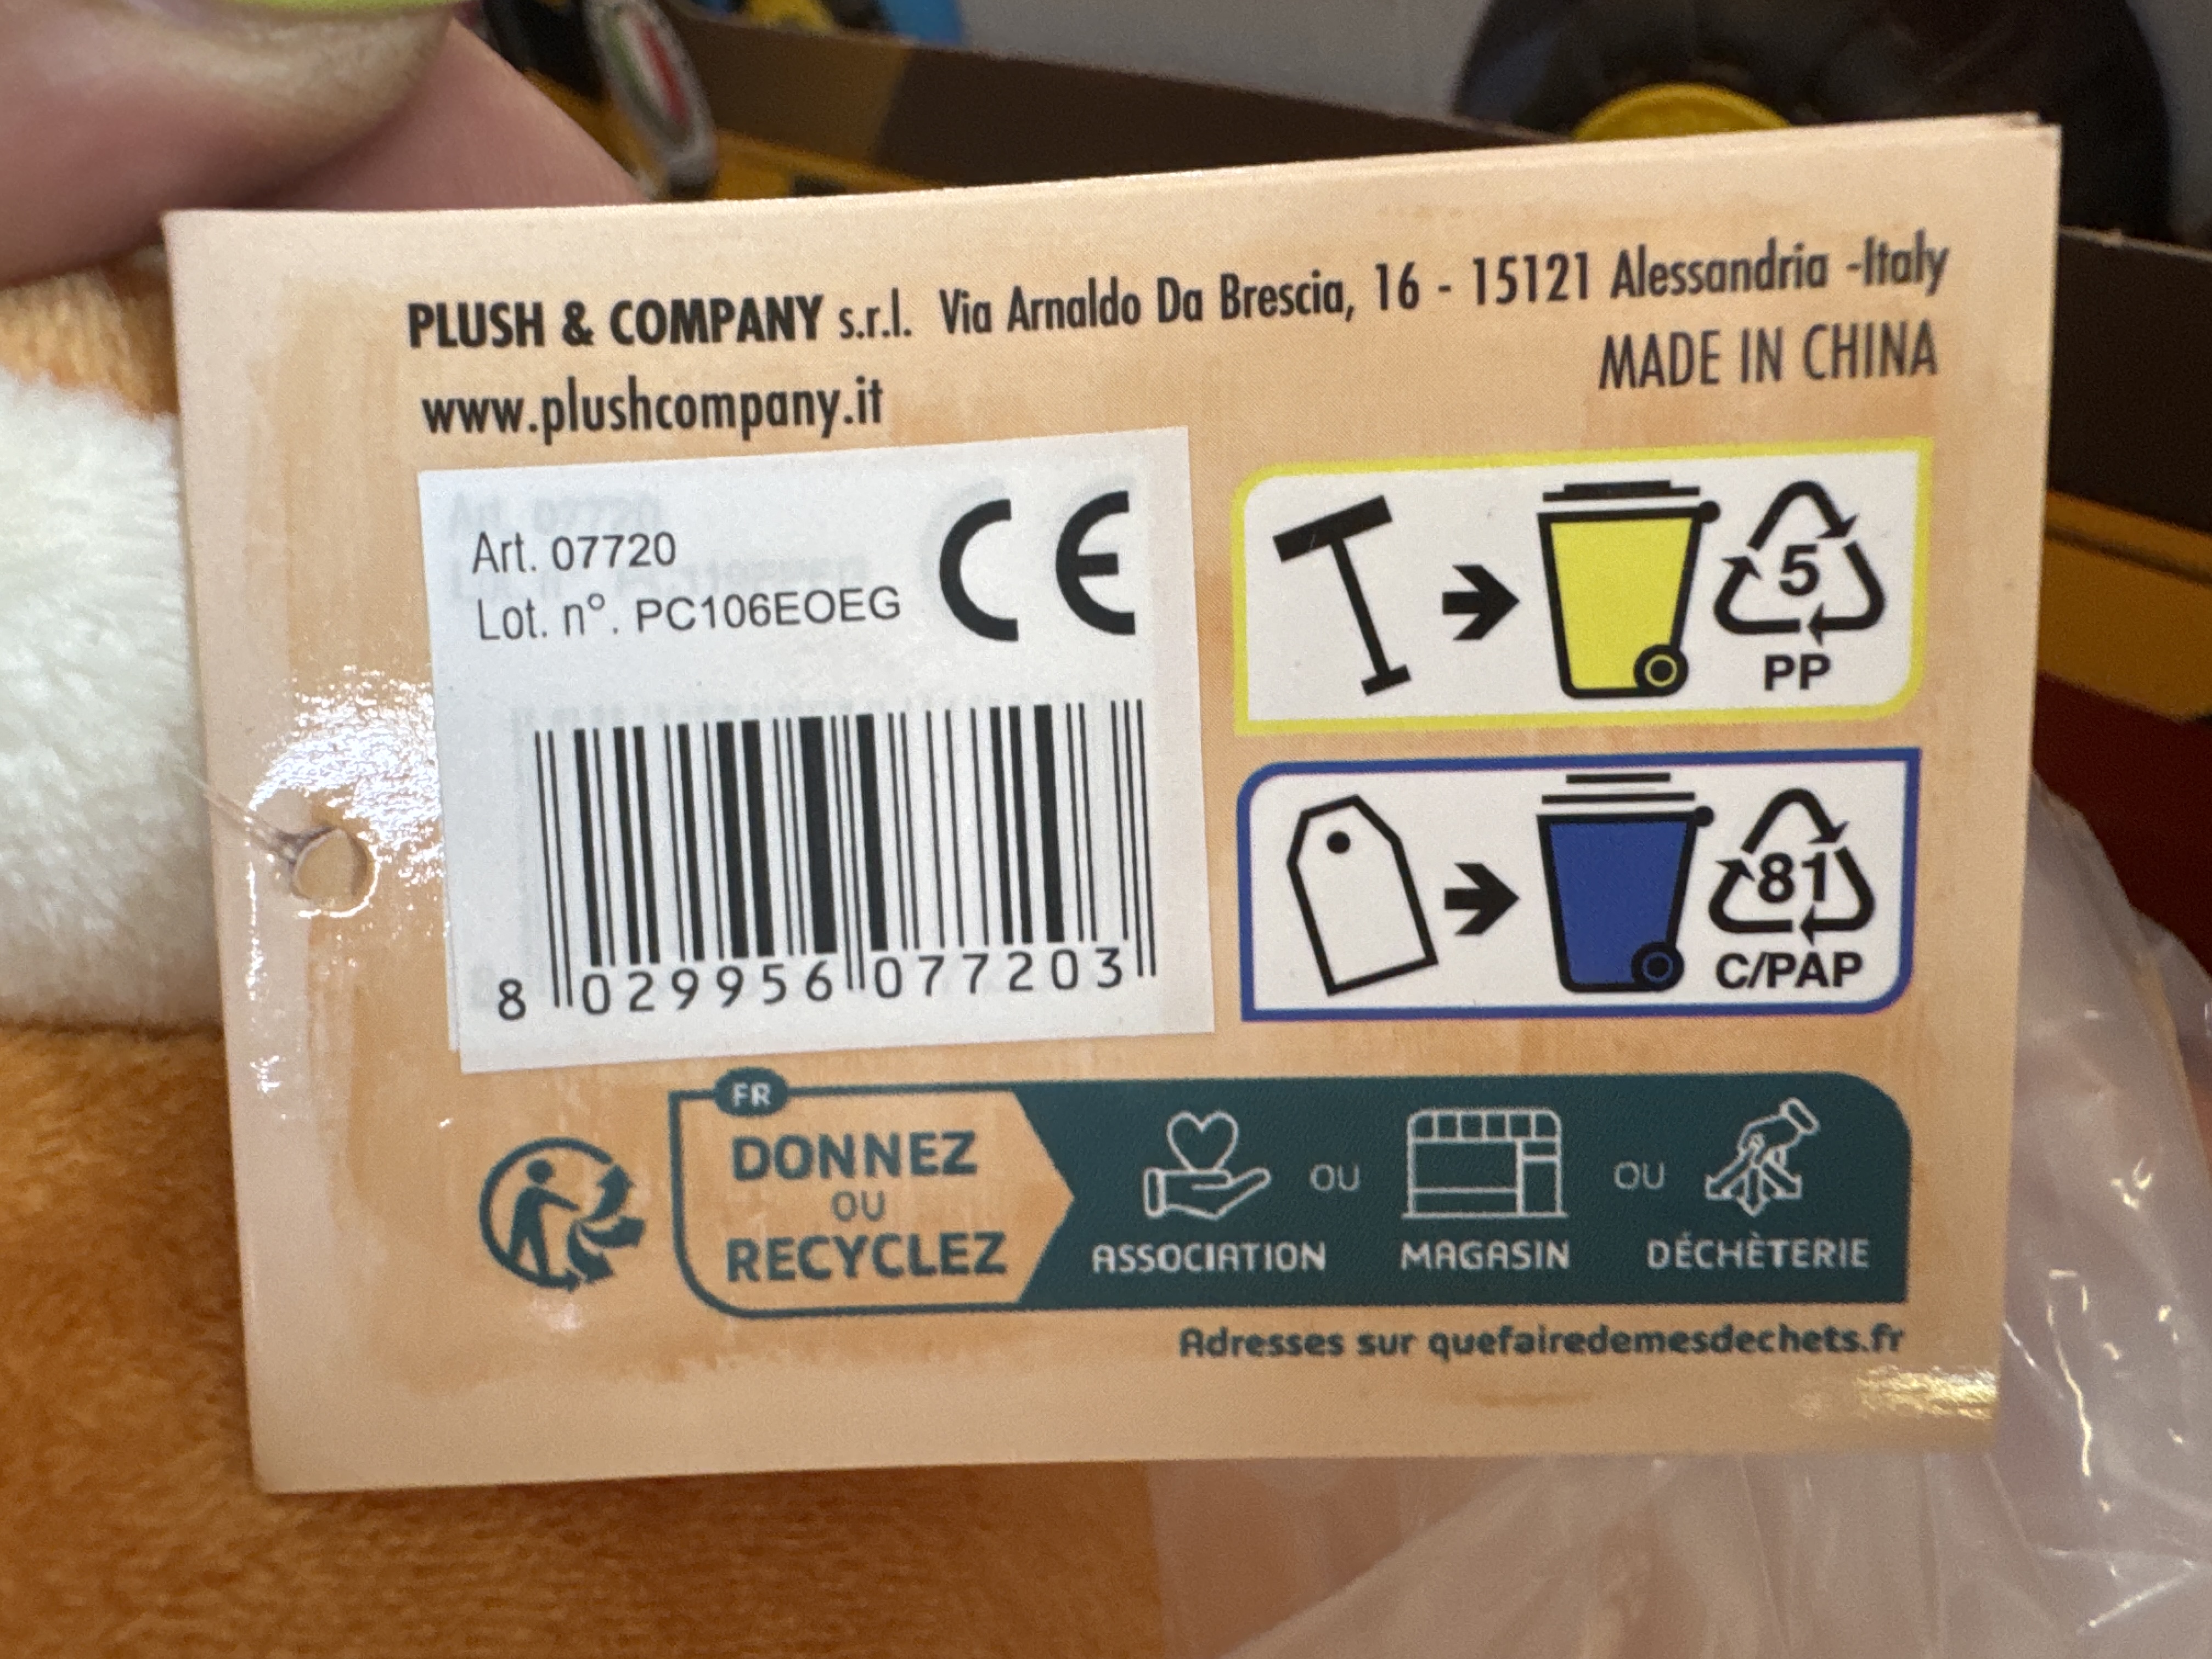 PLUSH & COMPANY s.r.l. Via Arnaldo Da Brescia, 16 - 15121 Alessandria -Italy
www.plushcompany.it
MADE IN CHINA
Art. 07720
Lot. n°. PC106EOEG
CE
8 029956 077203
5
PP
81
C/PAP
FR
DONNEZ
OU
RECYCLEZ
ASSOCIATION OU MAGASIN OU DÉCHÈTERIE
Adresses sur quefairedemesdechets.fr